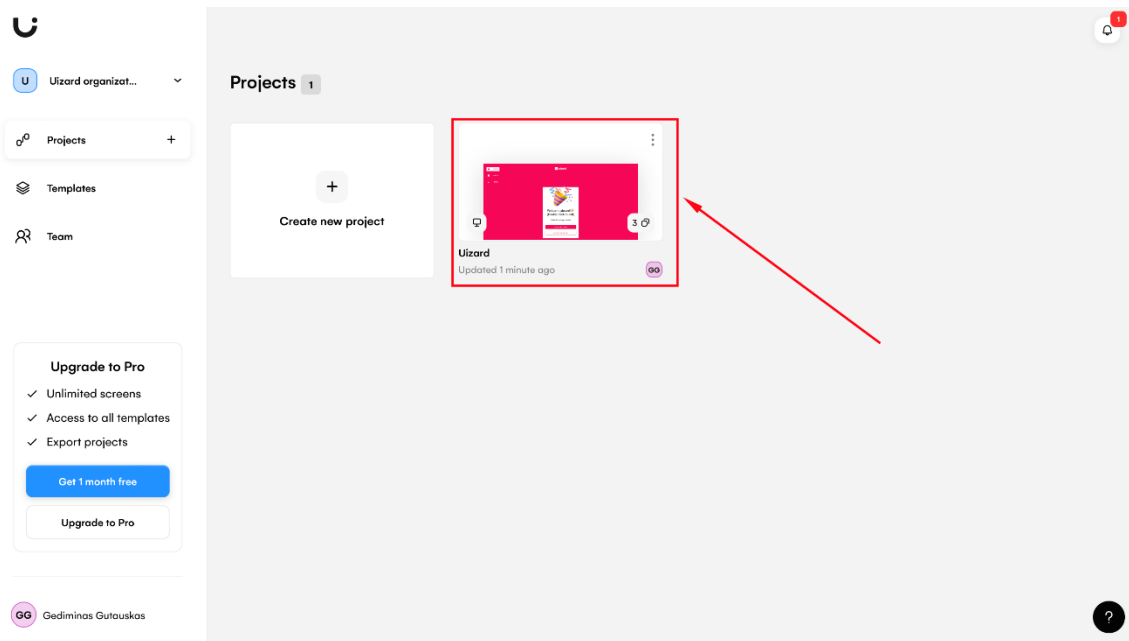 1
U
Uizard organizat...
Projects 1
Projects
Create new project
Templates
Team
3
Uizard
Updated 1 minute ago
GG
Upgrade to Pro
Unlimited screens
Access to all templates
Export projects
Get 1 month free
Upgrade to Pro
GG
Gediminas Gutauskas
?